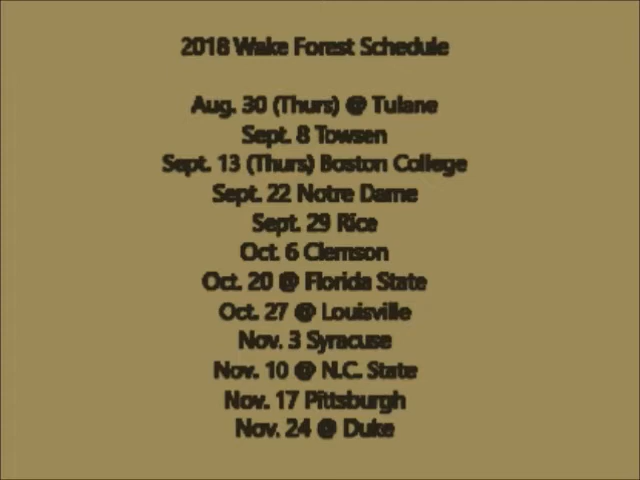 2018 Wake Forest Schedule
Aug. 30 (Thurs) @ Tulane
Sept. 8 Towsen
Sept. 13 (Thurs) Boston College
Sept. 22 Notre Dame
Sept. 29 Rice
Oct. 6 Clemson
Oct. 20 @ Florida State
Oct. 27 @ Louisville
Nov. 3 Syracuse
Nov. 10 @ N.C. State
Nov. 17 Pittsburgh
Nov. 24 @ Duke